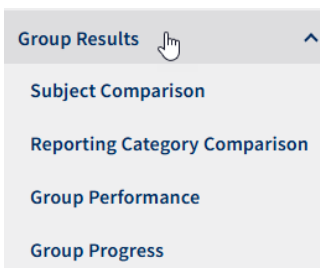 Group Results
Subject Comparison
Reporting Category Comparison
Group Performance
Group Progress